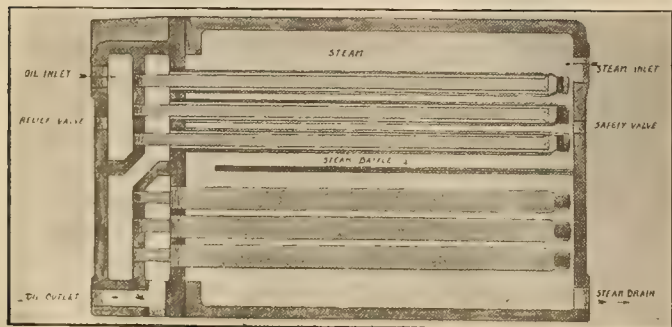 STEAM
OIL INLET
STEAM INLET
RELIEF VALVE
SAFETY VALVE
STEAM BAFFLE
OIL OUTLET
STEAM DRAIN